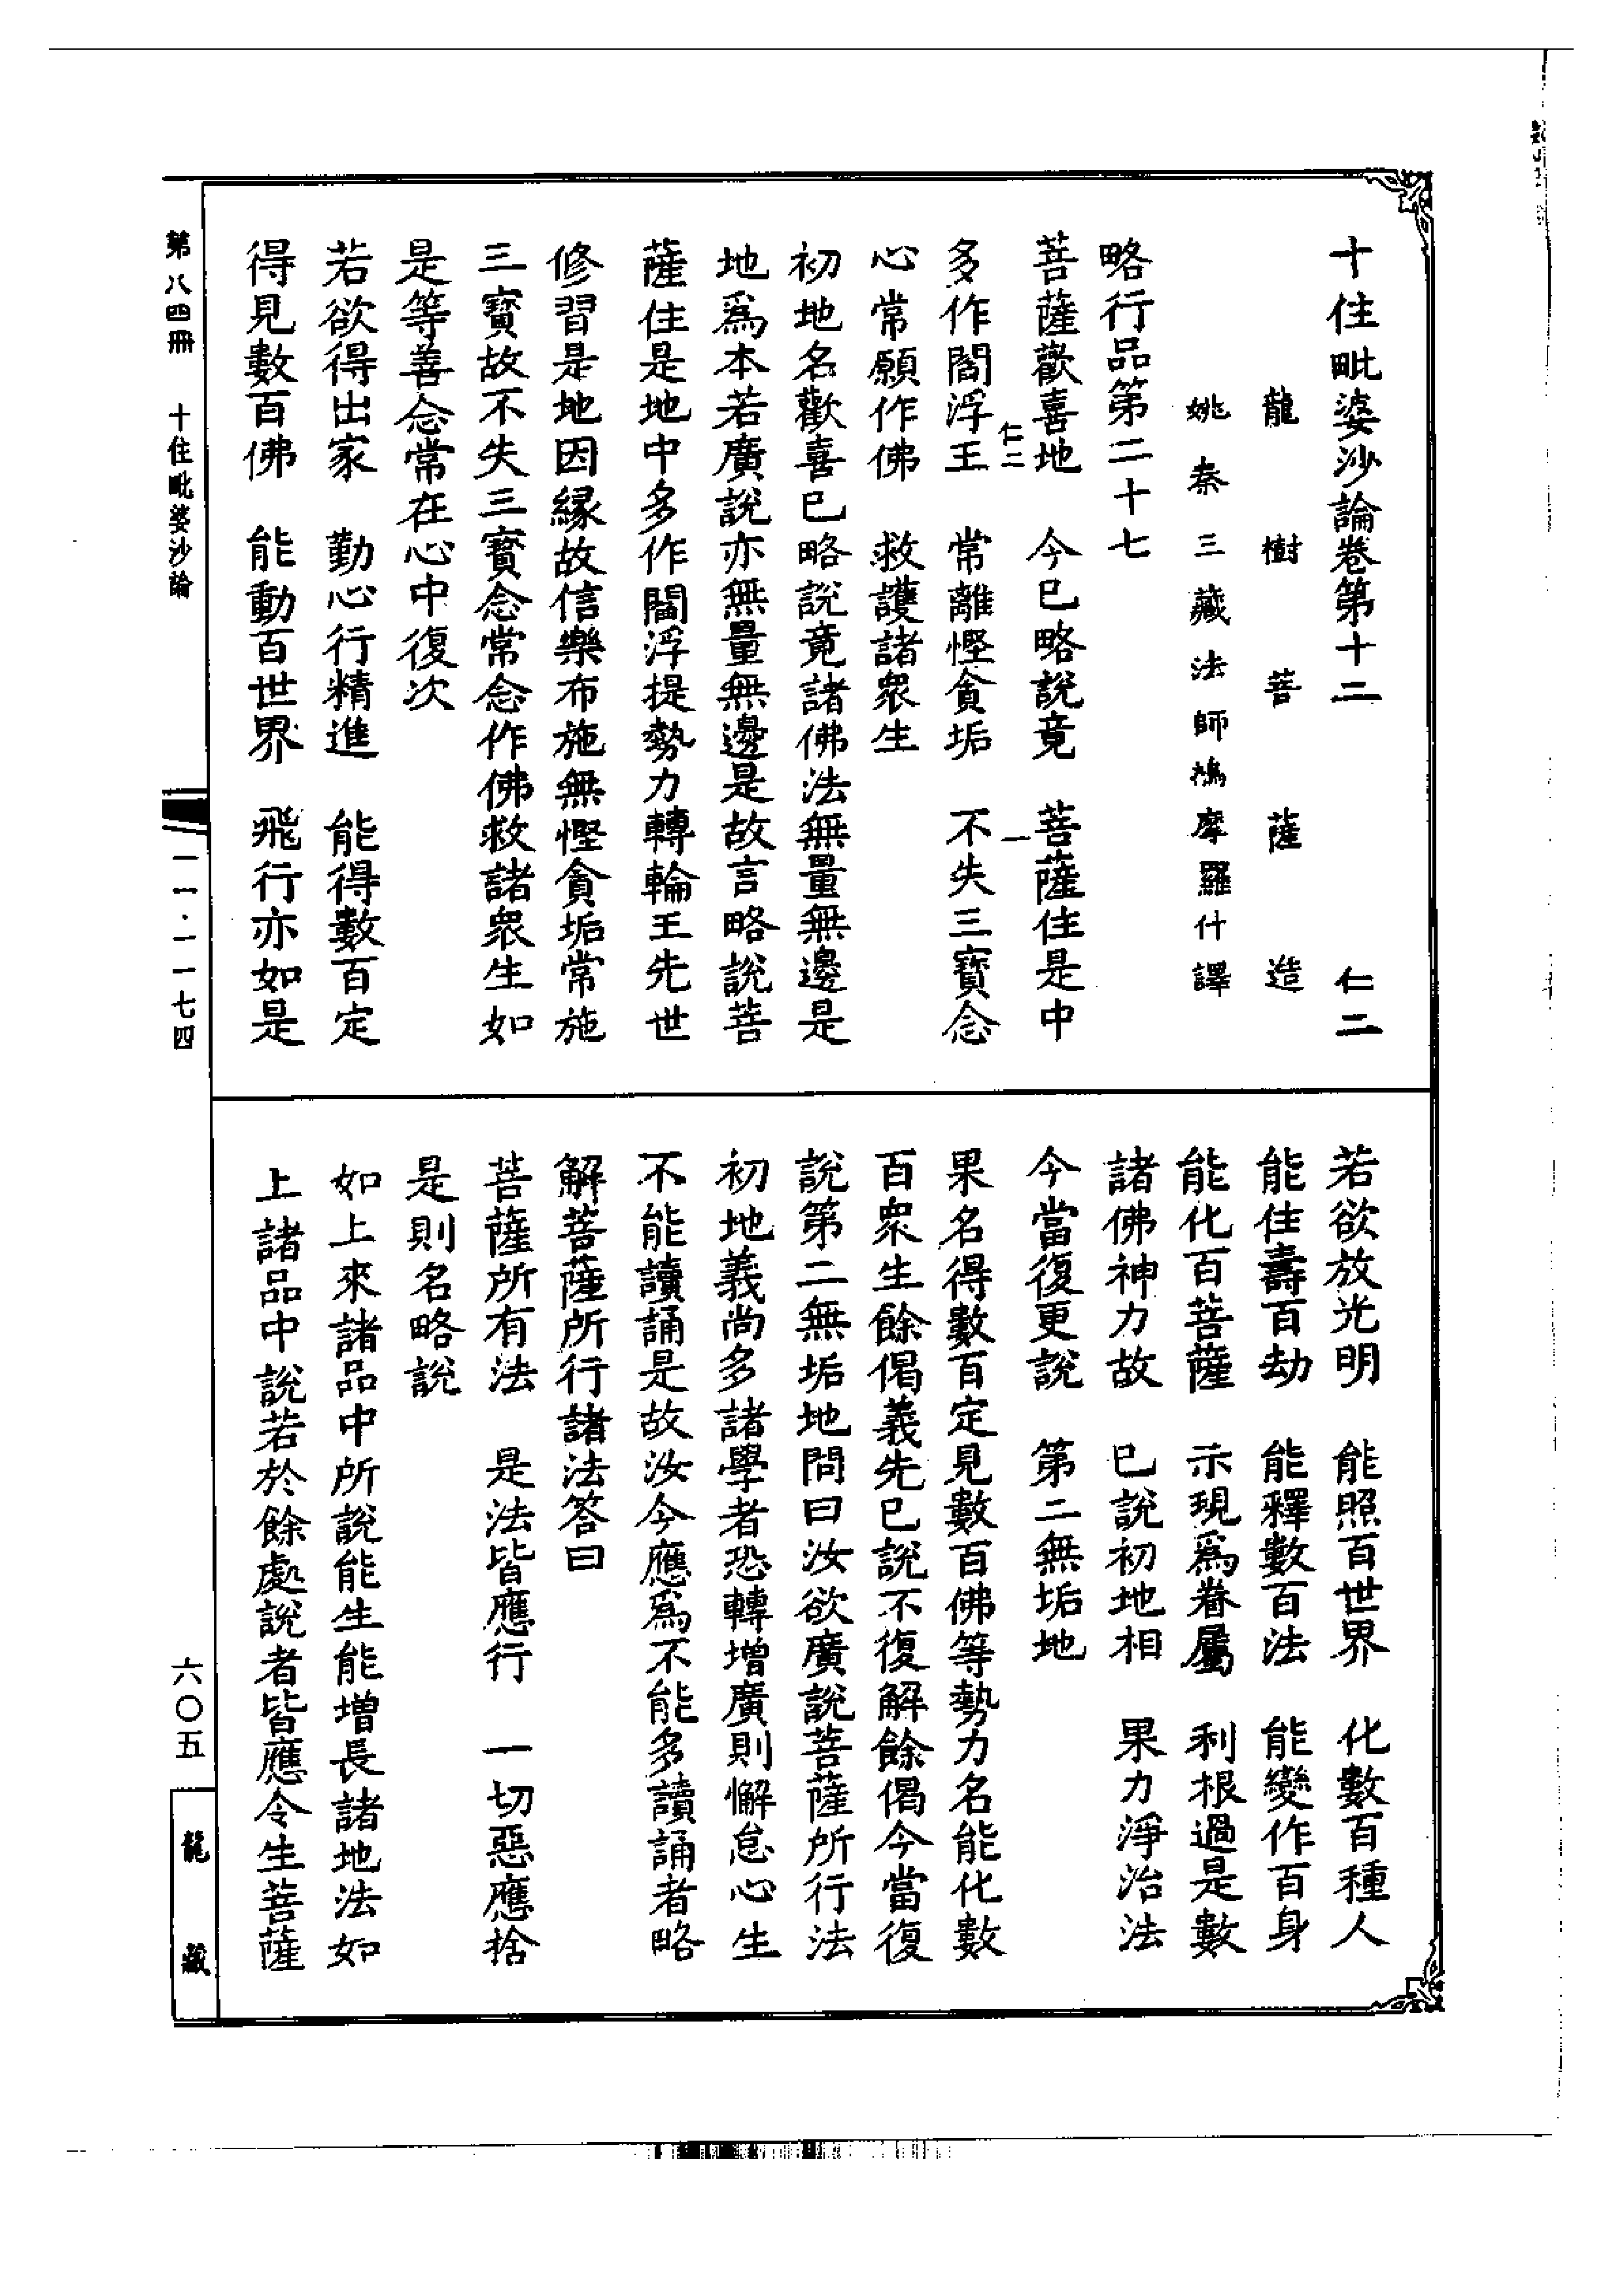 十住毗婆沙論卷第十二　仁二
龍樹菩薩造
姚秦三藏法師鳩摩羅什譯
略行品第二十七
菩薩歡喜地　今已略說竟　菩薩住是中
仁二　一
多作閻浮王　常離慳貪垢　不失三寶念
心常願作佛　救護諸衆生
初地名歡喜已略說竟諸佛法無量無邊是
地爲本若廣說亦無量無邊是故言略說菩
薩住是地中多作閻浮提勢力轉輪王先世
修習是地因緣故信樂布施無慳貪垢常施
三寶故不失三寶念常念作佛救諸衆生如
是等善念常在心中復次
若欲得出家　勤心行精進　能得數百定
得見數百佛　能動百世界　飛行亦如是
若欲放光明　能照百世界　化數百種人
能住壽百劫　能釋數百法　能變作百身
能化百菩薩　示現爲眷屬　利根過是數
諸佛神力故　已說初地相　果力淨治法
今當復更說　第二無垢地
果名得數百定見數百佛等勢力名能化數
百衆生餘偈義先已說不復解餘偈今當復
說第二無垢地問曰汝欲廣說菩薩所行法
初地義尚多諸學者恐轉增廣則懈怠心生
不能讀誦是故汝今應爲不能多讀誦者略
解菩薩所行諸法答曰
菩薩所有法　是法皆應行　一切惡應捨
是則名略說
如上來諸品中所說能生能增長諸地法如
上諸品中說若於餘處說者皆應令生菩薩
第八四冊　十住毗婆沙論
一一·一一七四
六〇五
龍藏